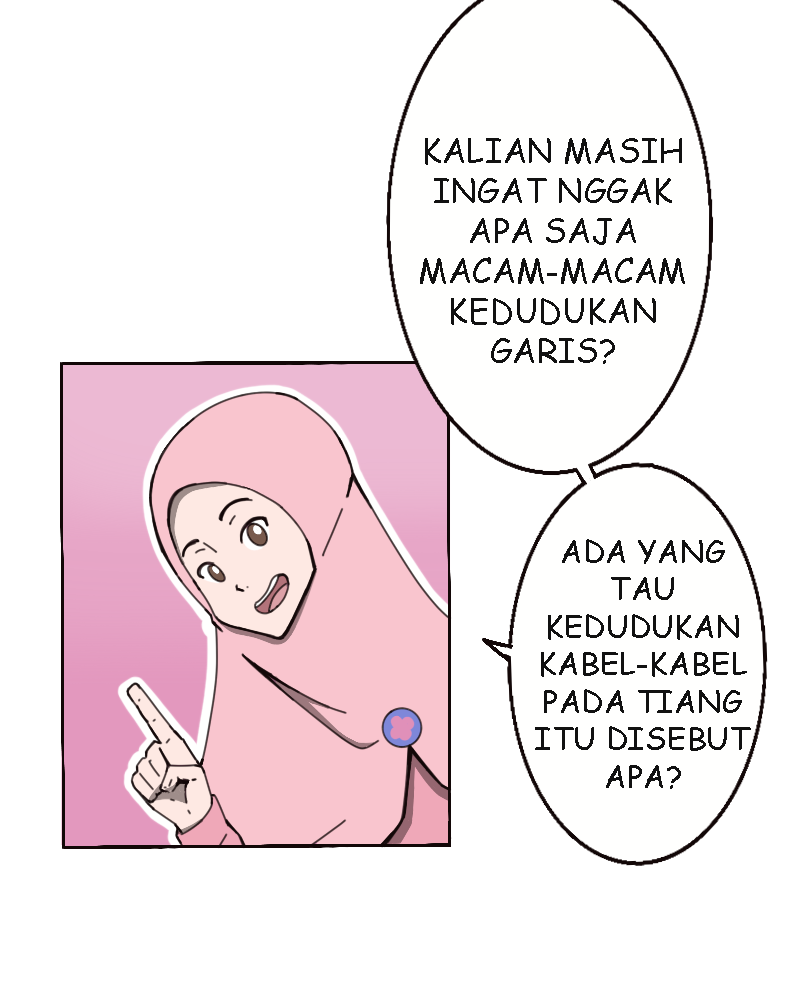 KALIAN MASIH
INGAT NGGAK
APA SAJA
MACAM-MACAM
KEDUDUKAN
GARIS?
ADA YANG
TAU
KEDUDUKAN
KABEL-KABEL
PADA TIANG
ITU DISEBUT
APA?